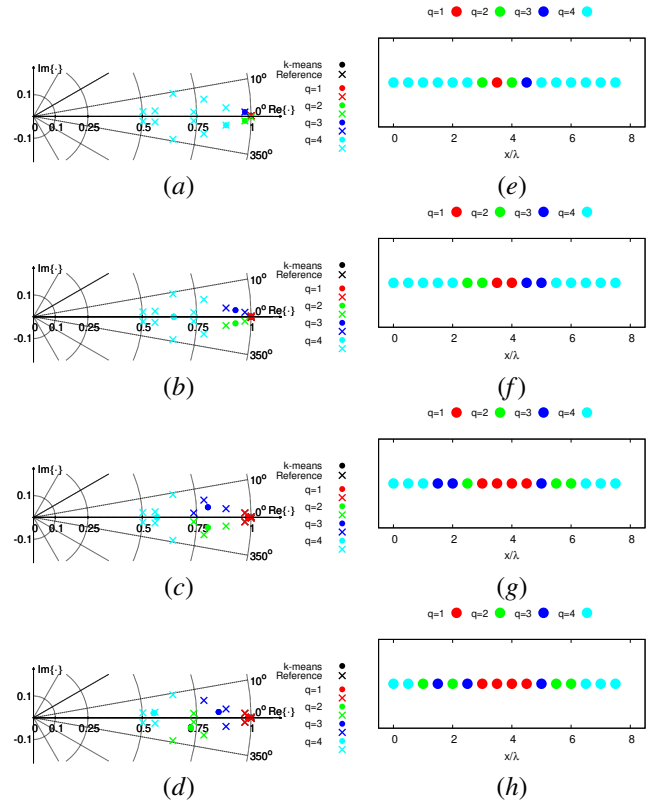 q=1 q=2 q=3 q=4
Im{·}
10°
0.1
0° Re{·}
0 0.1 0.25 0.5 0.75 1
-0.1
350°
k-means
Reference
q=1
q=2
q=3
q=4
0 2 4 6 8
x/λ
(a)
(e)
q=1 q=2 q=3 q=4
Im{·}
10°
0.1
0° Re{·}
0 0.1 0.25 0.5 0.75 1
-0.1
350°
k-means
Reference
q=1
q=2
q=3
q=4
0 2 4 6 8
x/λ
(b)
(f)
q=1 q=2 q=3 q=4
Im{·}
10°
0.1
0° Re{·}
0 0.1 0.25 0.5 0.75 1
-0.1
350°
k-means
Reference
q=1
q=2
q=3
q=4
0 2 4 6 8
x/λ
(c)
(g)
q=1 q=2 q=3 q=4
Im{·}
10°
0.1
0° Re{·}
0 0.1 0.25 0.5 0.75 1
-0.1
350°
k-means
Reference
q=1
q=2
q=3
q=4
0 2 4 6 8
x/λ
(d)
(h)